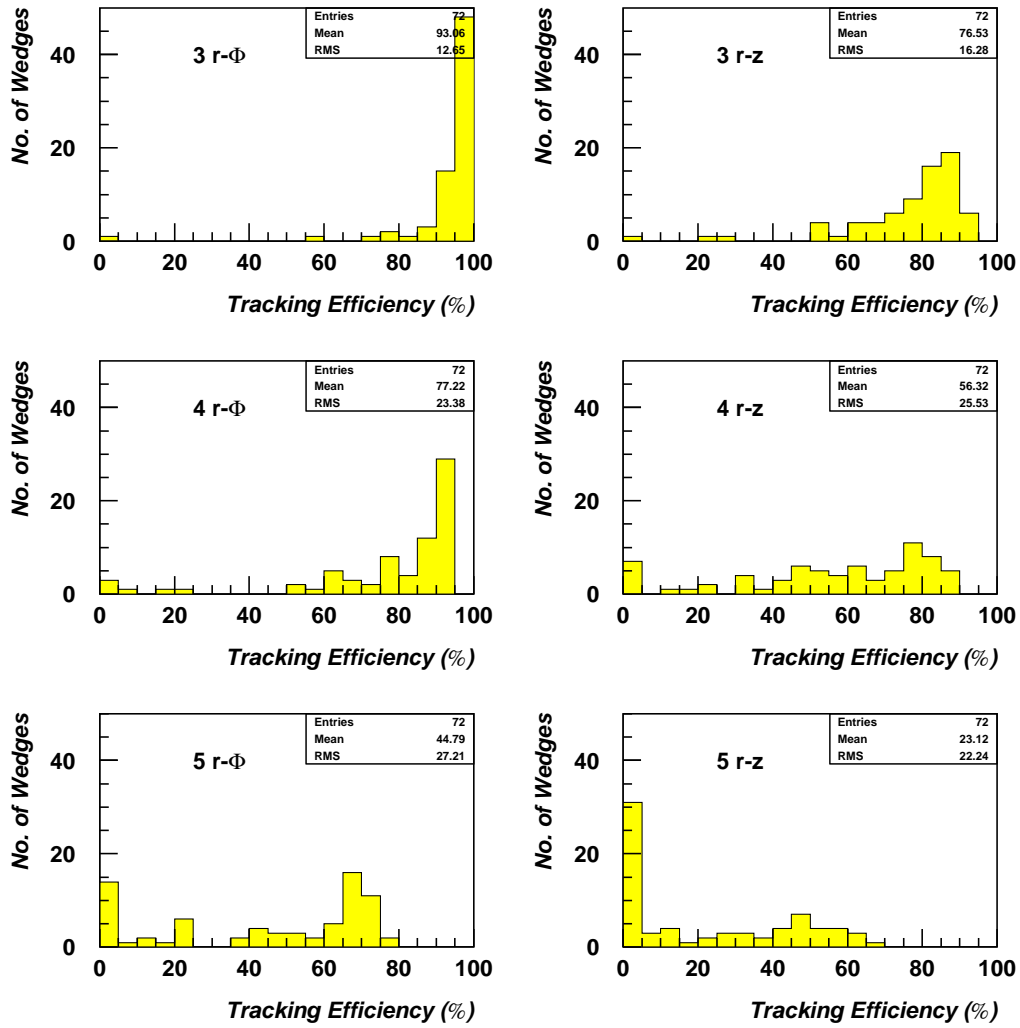 No. of Wedges
3 r-Φ
Entries 72
Mean 93.06
RMS 12.65
40
20
0
0 20 40 60 80 100
Tracking Efficiency (%)
No. of Wedges
3 r-z
Entries 72
Mean 76.53
RMS 16.28
40
20
0
0 20 40 60 80 100
Tracking Efficiency (%)
No. of Wedges
4 r-Φ
Entries 72
Mean 77.22
RMS 23.38
40
20
0
0 20 40 60 80 100
Tracking Efficiency (%)
No. of Wedges
4 r-z
Entries 72
Mean 56.32
RMS 25.53
40
20
0
0 20 40 60 80 100
Tracking Efficiency (%)
No. of Wedges
5 r-Φ
Entries 72
Mean 44.79
RMS 27.21
40
20
0
0 20 40 60 80 100
Tracking Efficiency (%)
No. of Wedges
5 r-z
Entries 72
Mean 23.12
RMS 22.24
40
20
0
0 20 40 60 80 100
Tracking Efficiency (%)